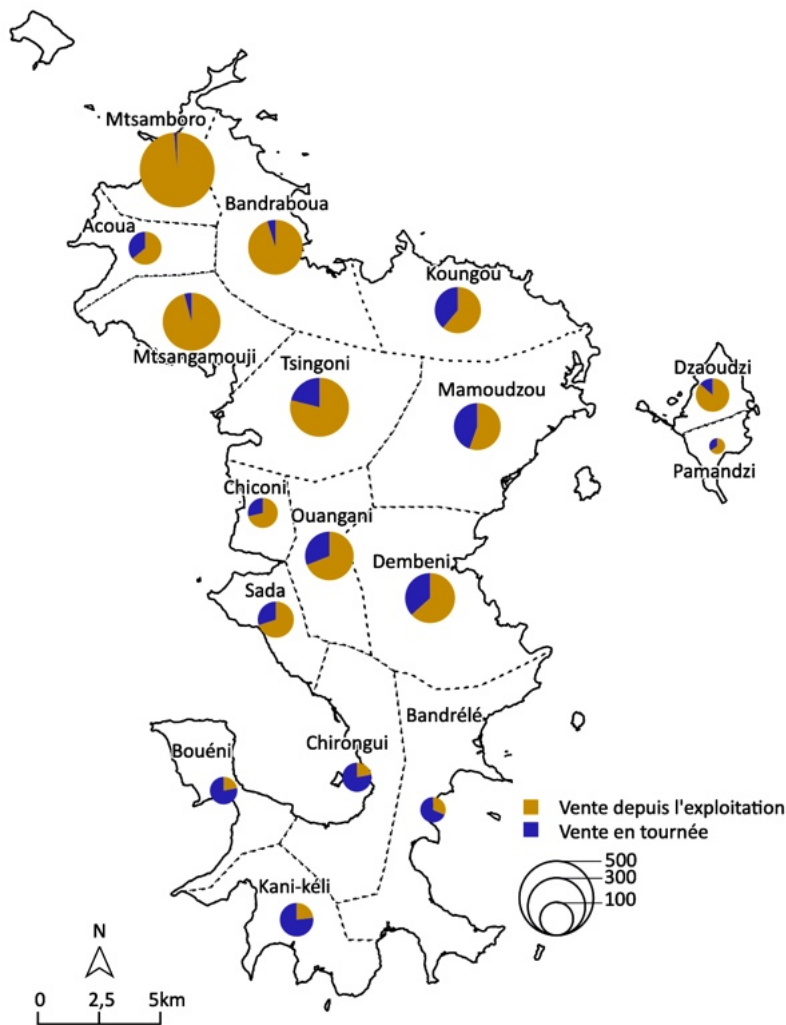 Mtsamboro
Bandraboua
Acoua
Koungou
Mtsangamouji
Tsingoni
Dzaoudzi
Mamoudzou
Pamandzi
Chiconi
Ouangani
Dembeni
Sada
Bandrélé
Chirongui
Bouéni
Vente depuis l'exploitation
Vente en tournée
500
300
100
Kani-kéli
N
0 2,5 5km